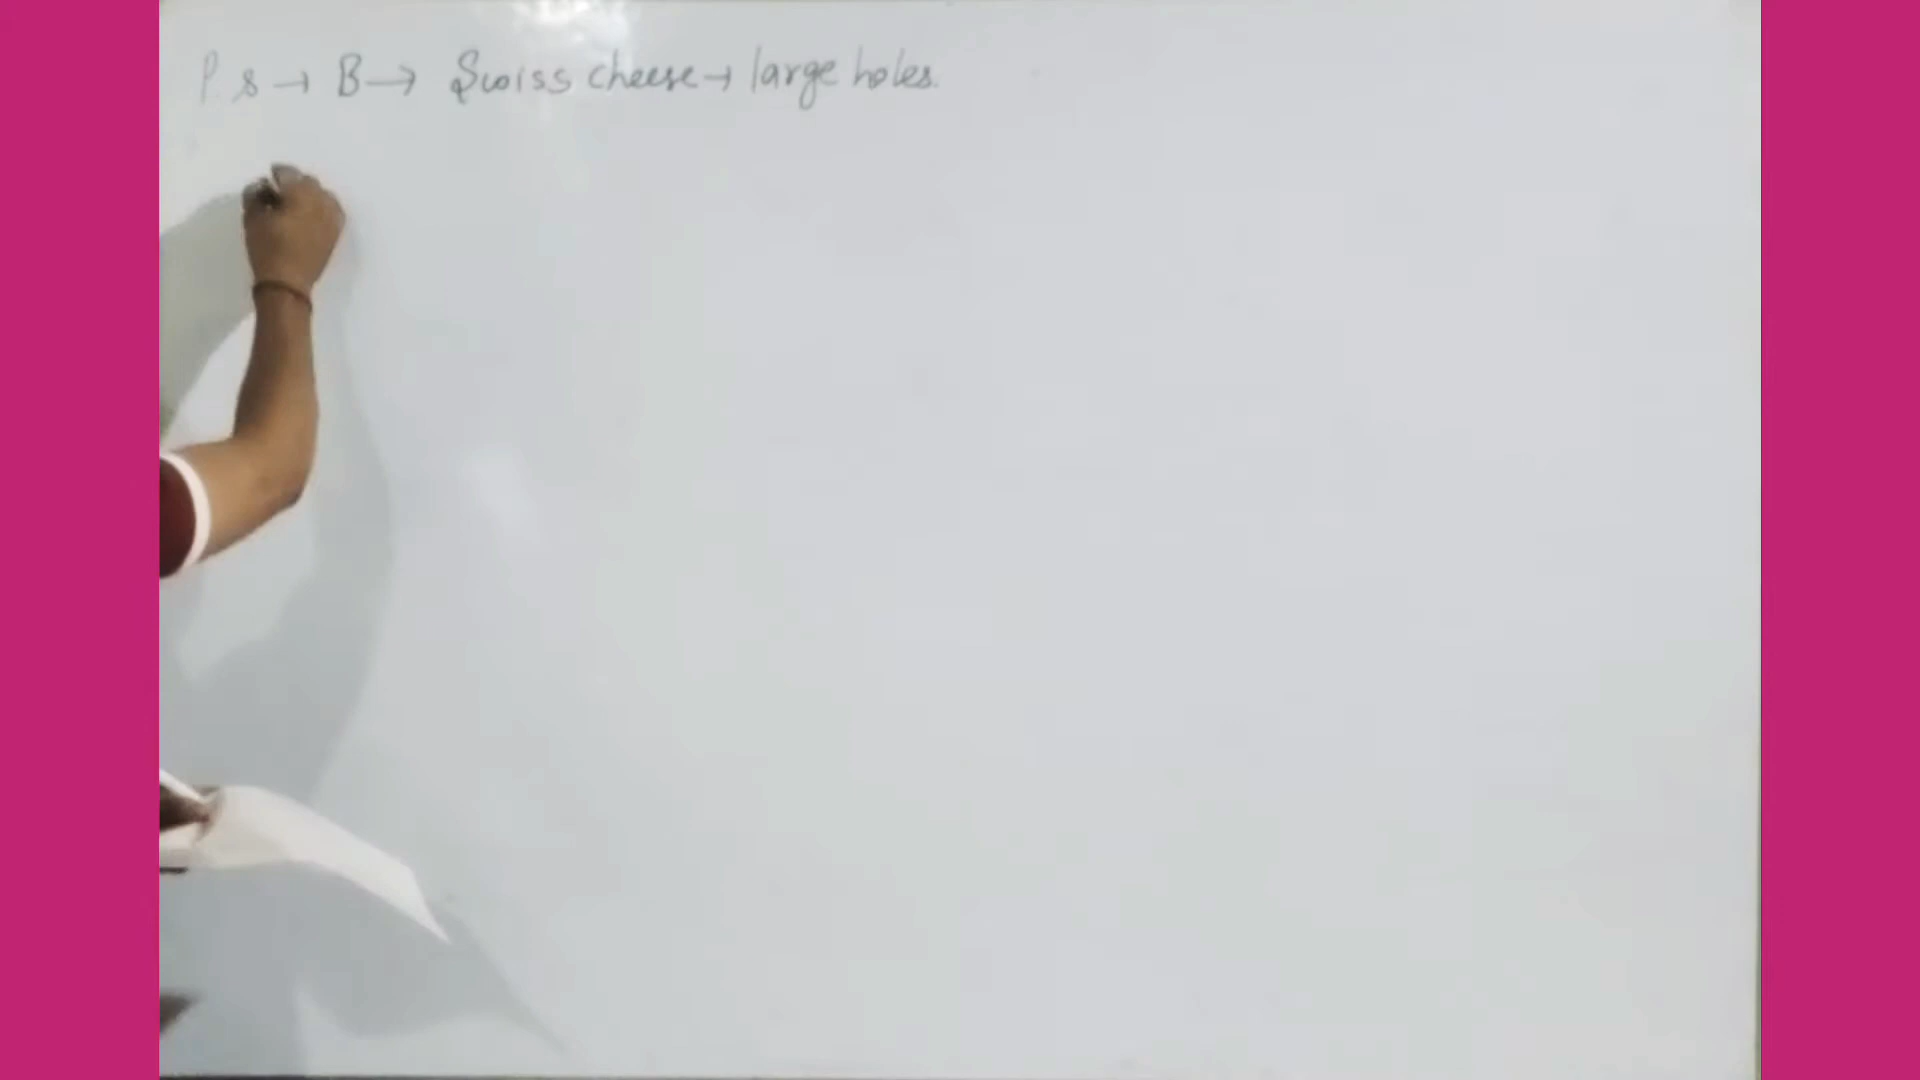 P. s → B → Swiss cheese → large holes.